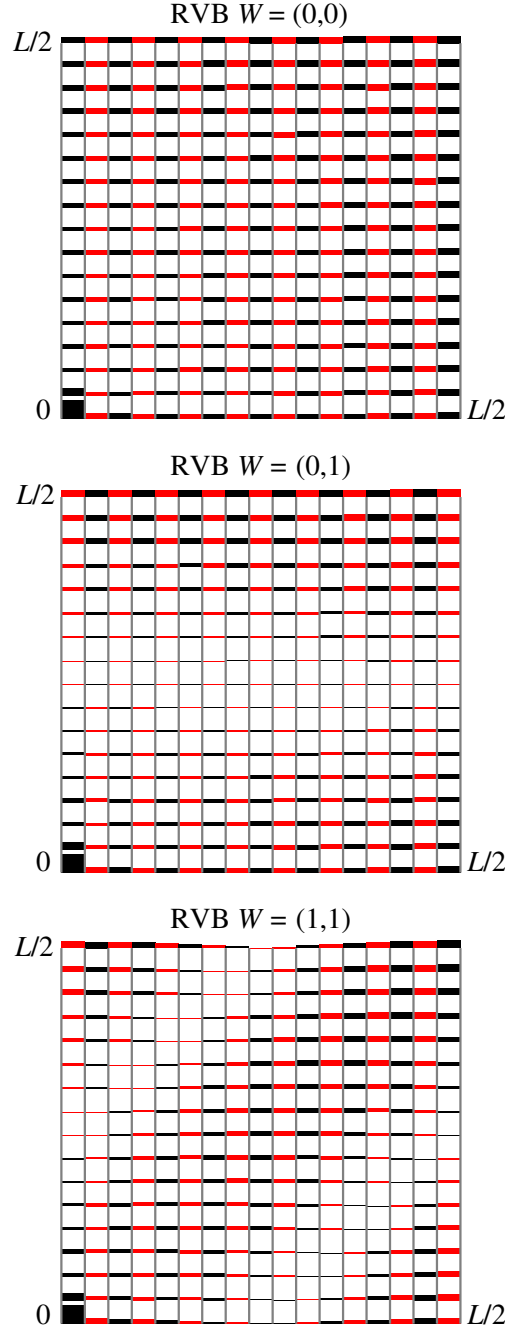 RVB W = (0,0)
L/2
0
L/2
RVB W = (0,1)
L/2
0
L/2
RVB W = (1,1)
L/2
0
L/2